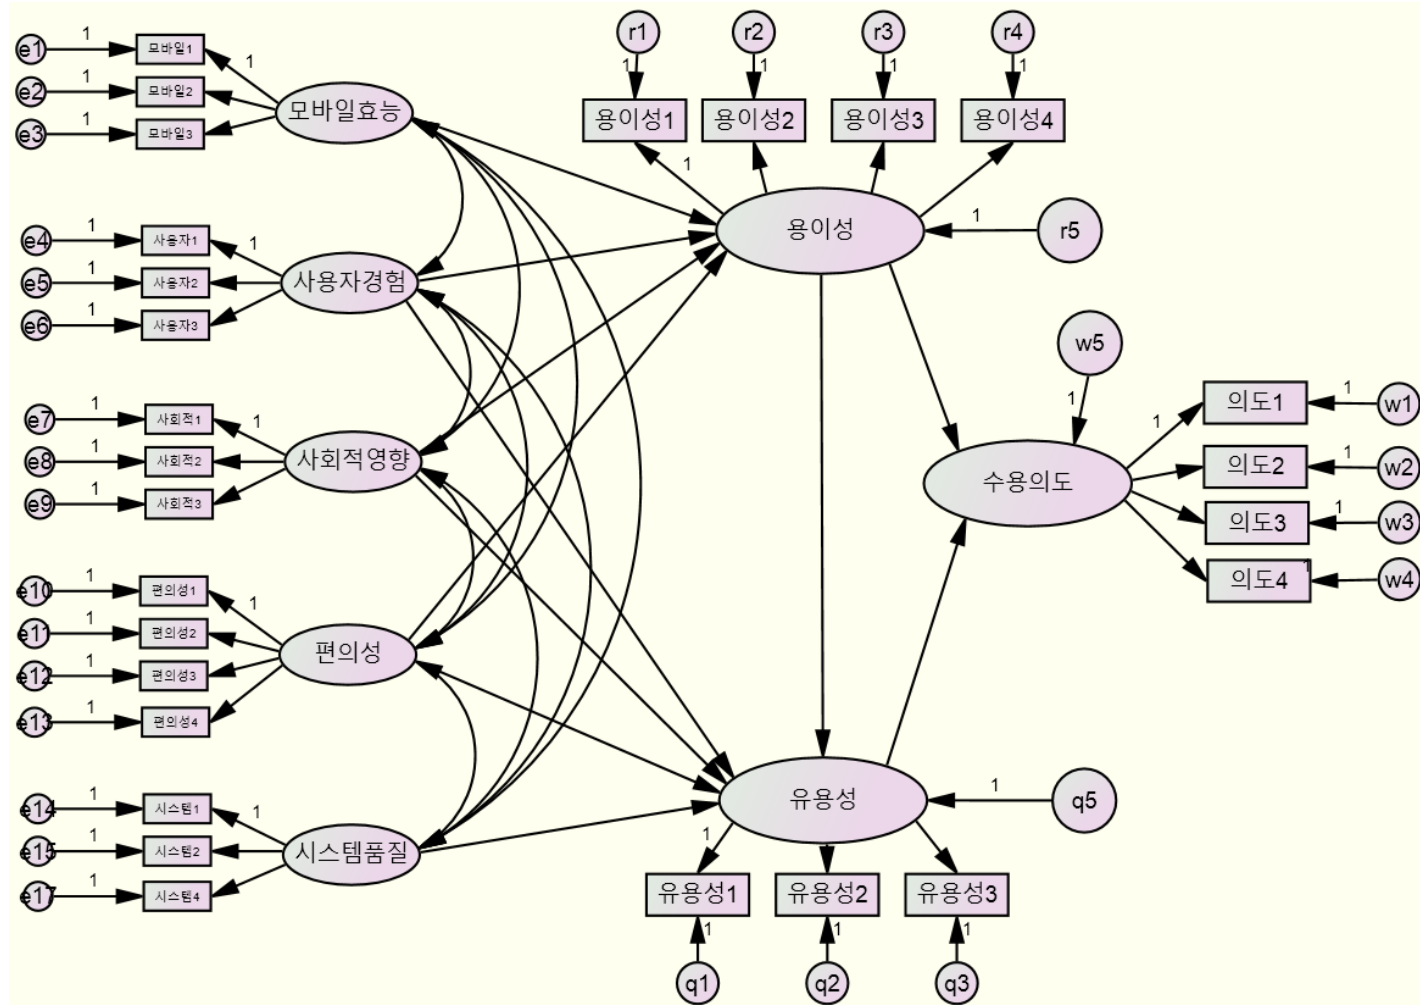 r1
r2
r3
r4
1
1
1
1
용이성1
용이성2
용이성3
용이성4
1
e1
1
모바일1
1
e2
1
모바일2
e3
1
모바일3
모바일효능
용이성
1
r5
e4
1
사용자1
1
e5
1
사용자2
e6
1
사용자3
사용자경험
w5
1
e7
1
사회적1
1
e8
1
사회적2
e9
1
사회적3
사회적영향
수용의도
1
의도1
1
w1
의도2
1
w2
의도3
1
w3
의도4
1
w4
e10
1
편의성1
1
e11
1
편의성2
e12
1
편의성3
e13
1
편의성4
편의성
e14
1
시스템1
1
e15
1
시스템2
e17
1
시스템4
시스템품질
유용성
1
q5
1
유용성1
유용성2
유용성3
1
1
1
q1
q2
q3